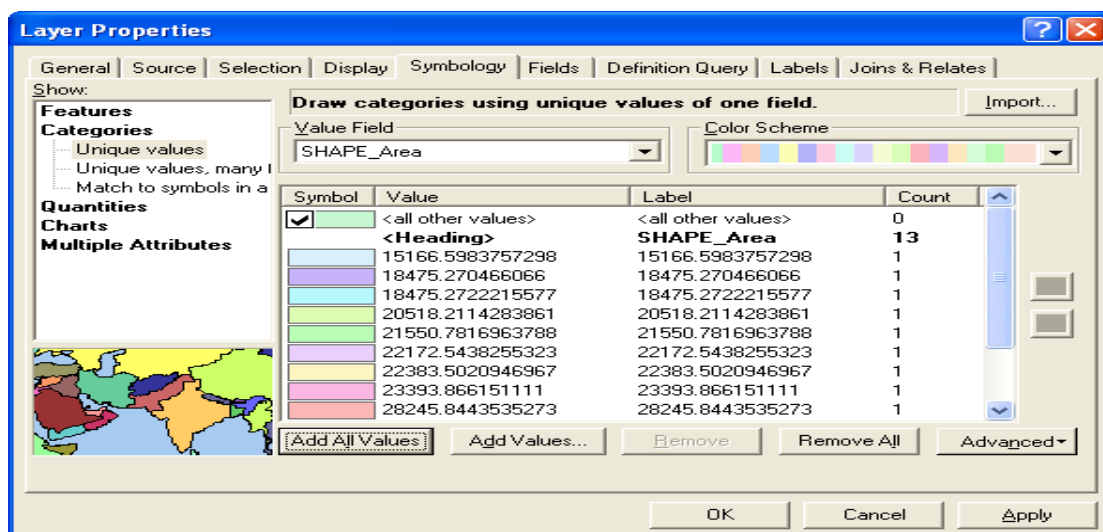 Layer Properties
General Source Selection Display Symbology Fields Definition Query Labels Joins & Relates
Show:
Features
Categories
Unique values
Unique values, many
Match to symbols in a
Quantities
Charts
Multiple Attributes
Draw categories using unique values of one field.
Import...
Value Field
SHAPE_Area
Color Scheme
Symbol Value Label Count
<all other values> <all other values> 0
<Heading> SHAPE_Area 13
15166.5983757298 15166.5983757298 1
18475.270466066 18475.270466066 1
18475.2722215577 18475.2722215577 1
20518.2114283861 20518.2114283861 1
21550.7816963788 21550.7816963788 1
22172.5438255323 22172.5438255323 1
22383.5020946967 22383.5020946967 1
23393.866151111 23393.866151111 1
28245.8443535273 28245.8443535273 1
Add All Values Add Values... Remove Remove All Advanced
OK Cancel Apply